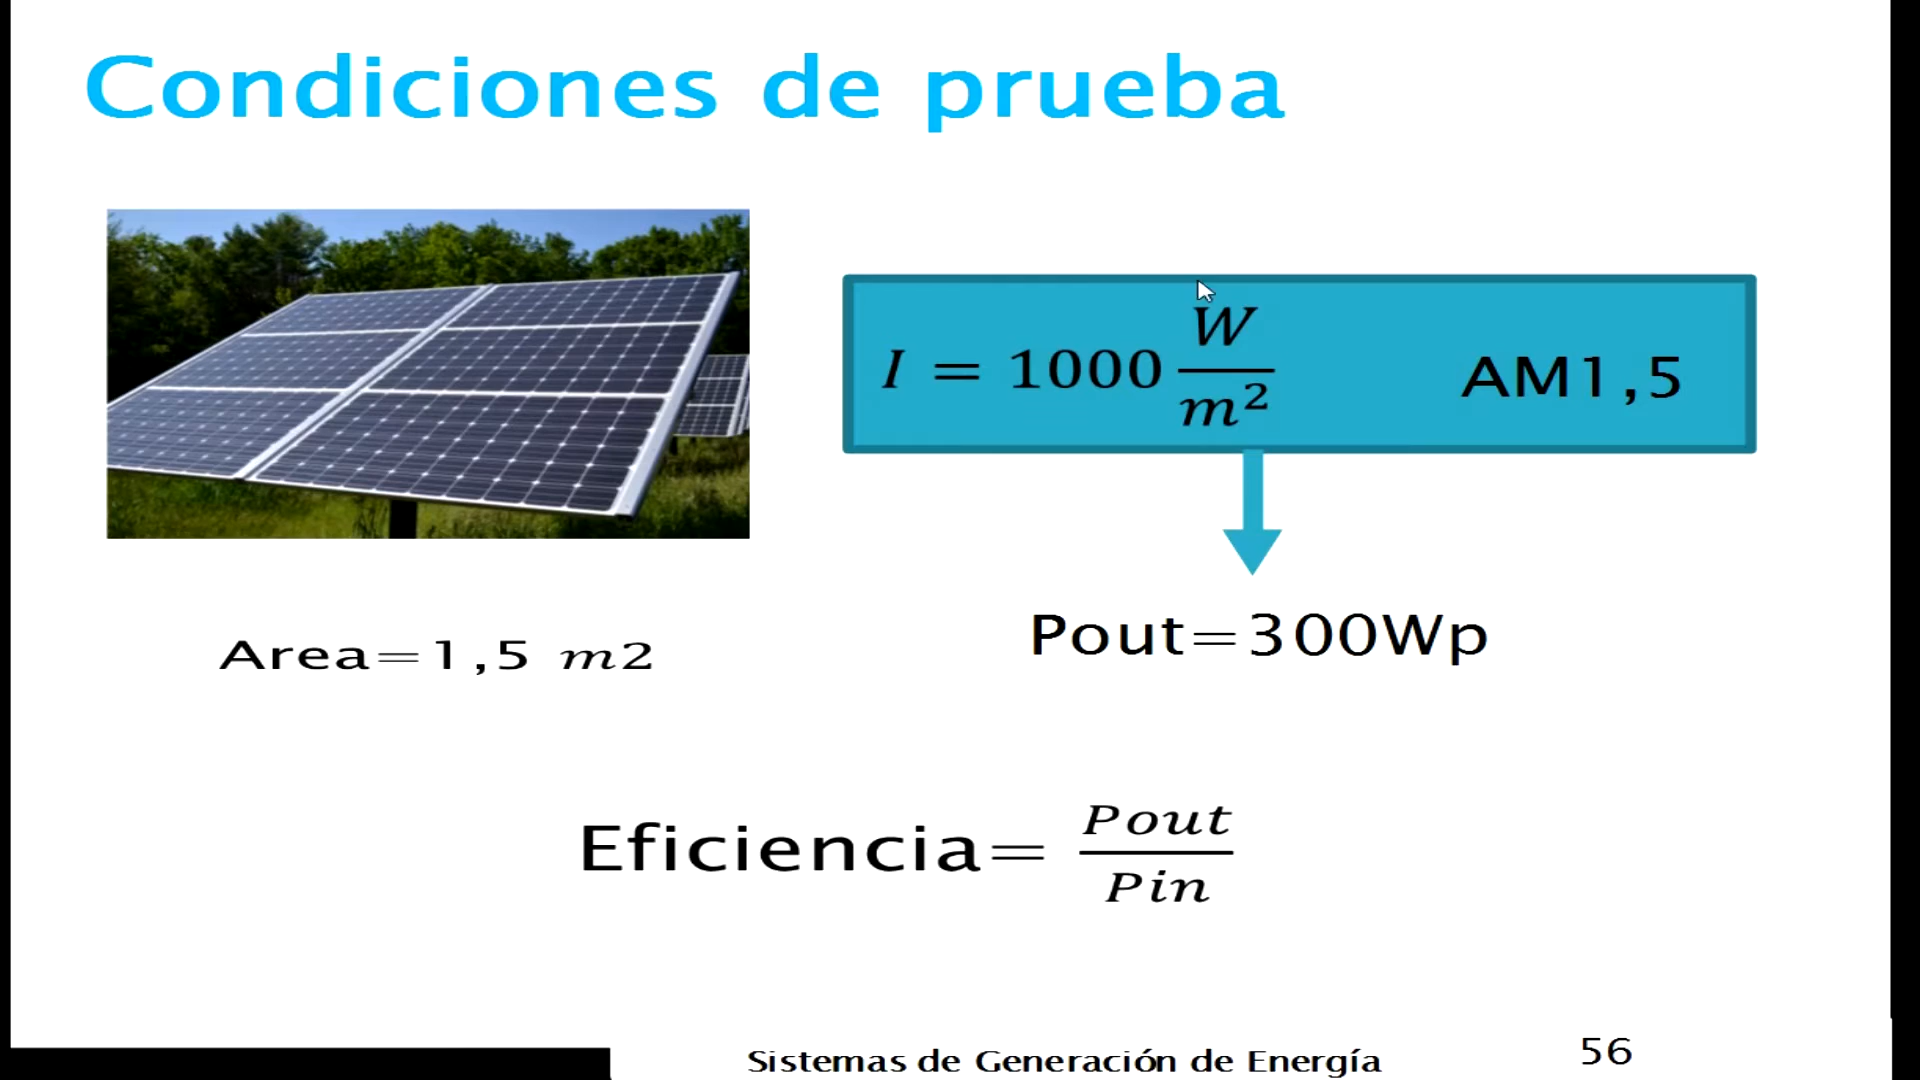 Condiciones de prueba
I = 1000 W/m² AM1,5
Pout=300Wp
Area=1,5 m2
Eficiencia= Pout/Pin
Sistemas de Generación de Energía 56